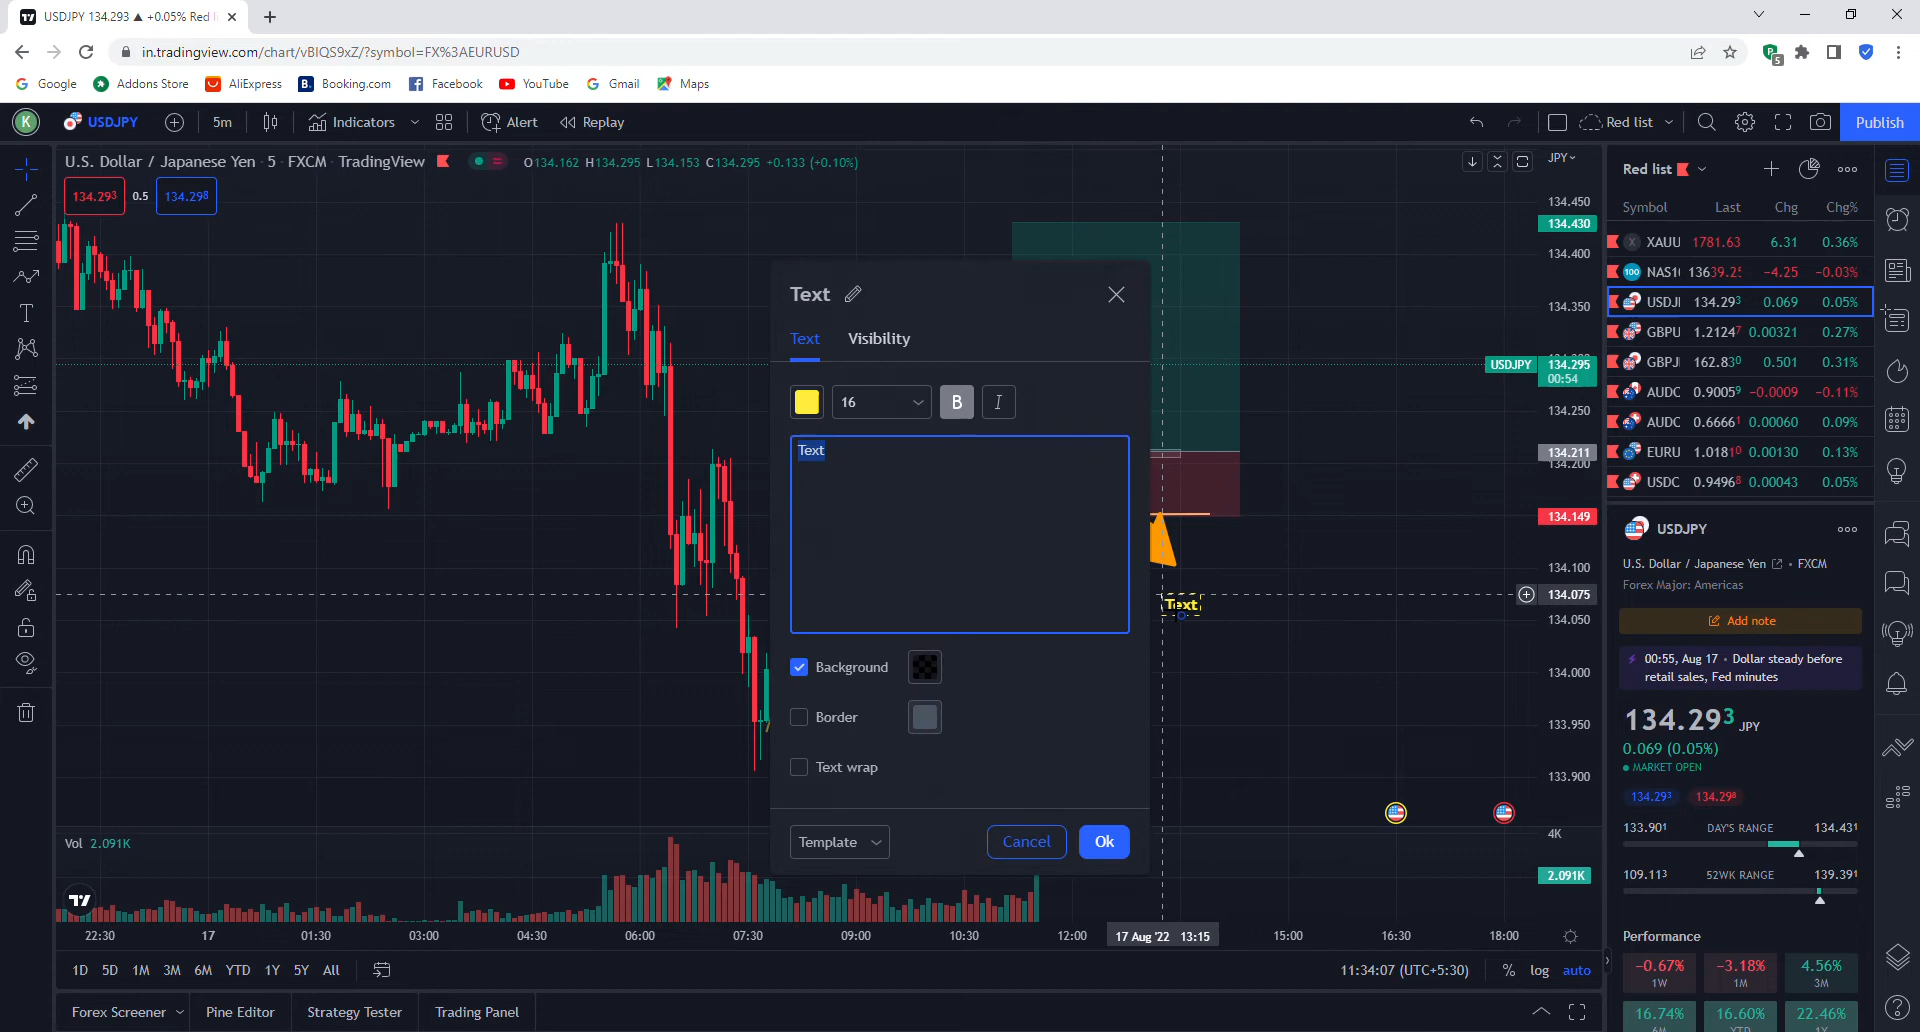 USDJPY 134.293 ▲ +0.05% Red l
in.tradingview.com/chart/vBIQS9xZ/?symbol=FX%3AEURUSD
5
Google
Addons Store
AliExpress
Booking.com
Facebook
YouTube
Gmail
Maps
K
USDJPY
5m
Indicators
Alert
Replay
Red list
Publish
U.S. Dollar / Japanese Yen · 5 · FXCM · TradingView
O134.162 H134.295 L134.153 C134.295 +0.133 (+0.10%)
JPY
134.293
0.5
134.298
134.450
134.430
134.400
134.350
USDJPY 134.295
00:54
134.250
134.211
134.200
134.149
134.100
134.075
134.050
134.000
133.950
133.900
4K
2.091K
Text
Text
Visibility
16
B
I
Text
Background
Border
Text wrap
Template
Cancel
Ok
Text
Vol 2.091K
22:30
17
01:30
03:00
04:30
06:00
07:30
09:00
10:30
12:00
17 Aug '22 13:15
15:00
16:30
18:00
1D
5D
1M
3M
6M
YTD
1Y
5Y
All
11:34:07 (UTC+5:30)
%
log
auto
Forex Screener
Pine Editor
Strategy Tester
Trading Panel
Red list
Symbol Last Chg Chg%
XAUU 1781.63 6.31 0.36%
100 NAS1 13639.25 −4.25 −0.03%
USDJ 134.293 0.069 0.05%
GBPU 1.21247 0.00321 0.27%
GBPJ 162.830 0.501 0.31%
AUDC 0.90059 −0.0009 −0.11%
AUDC 0.66661 0.00060 0.09%
EURU 1.01810 0.00130 0.13%
USDC 0.94968 0.00043 0.05%
USDJPY
U.S. Dollar / Japanese Yen • FXCM
Forex Major: Americas
Add note
00:55, Aug 17 • Dollar steady before
retail sales, Fed minutes
134.293 JPY
0.069 (0.05%)
MARKET OPEN
134.293
134.298
133.901 DAY'S RANGE 134.431
109.113 52WK RANGE 139.391
Performance
−0.67%
1W
−3.18%
1M
4.56%
3M
16.74%
6M
16.60%
YTD
22.46%
1Y